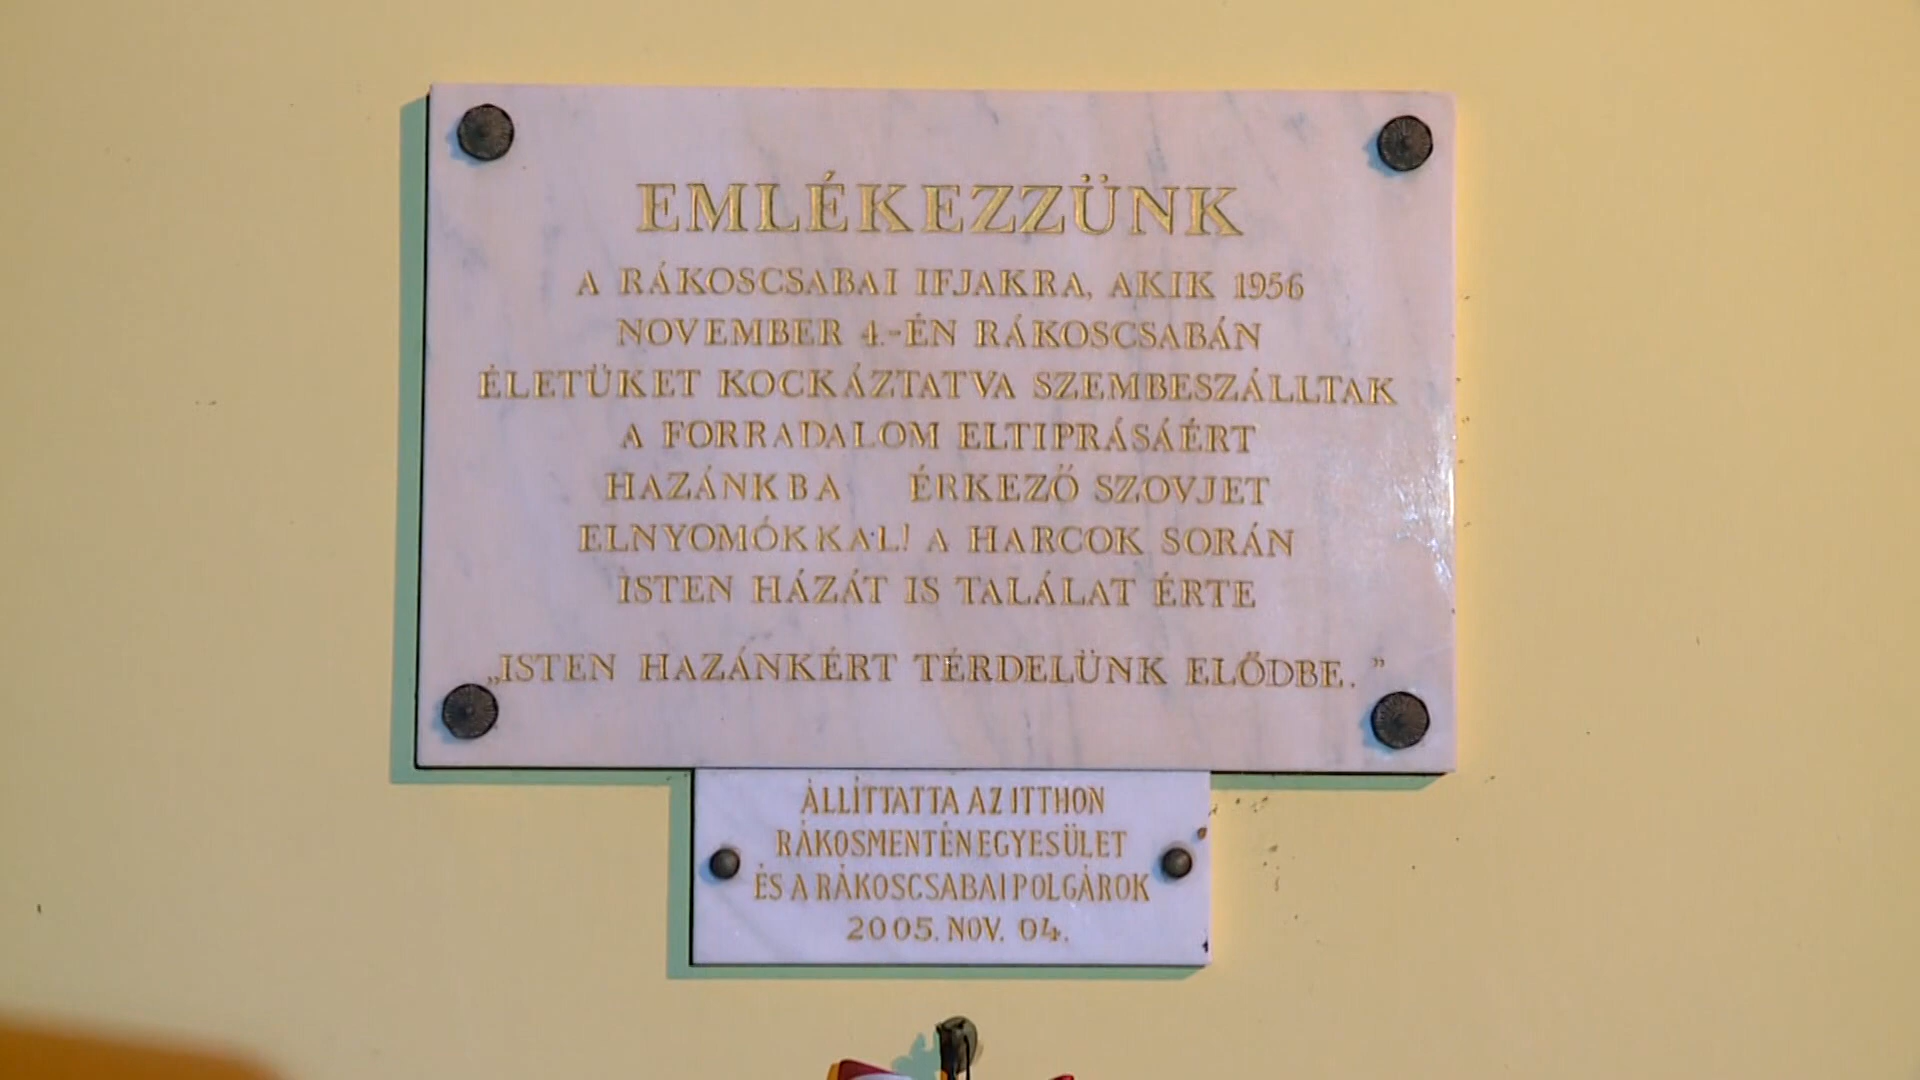 EMLÉKEZZÜNK
A RÁKOSCSABAI IFJAKRA, AKIK 1956
NOVEMBER 4.-ÉN RÁKOSCSABÁN
ÉLETÜKET KOCKÁZTATVA SZEMBESZÁLLTAK
A FORRADALOM ELTIPRÁSÁÉRT
HAZÁNKBA ÉRKEZŐ SZOVJET
ELNYOMÓKKAL! A HARCOK SORÁN
ISTEN HÁZÁT IS TALÁLAT ÉRTE
„ISTEN HAZÁNKÉRT TÉRDELÜNK ELŐDBE.”
ÁLLÍTTATTA AZ ITTHON
RÁKOSMENTÉN EGYESÜLET
ÉS A RÁKOSCSABAI POLGÁROK
2005. NOV. 04.